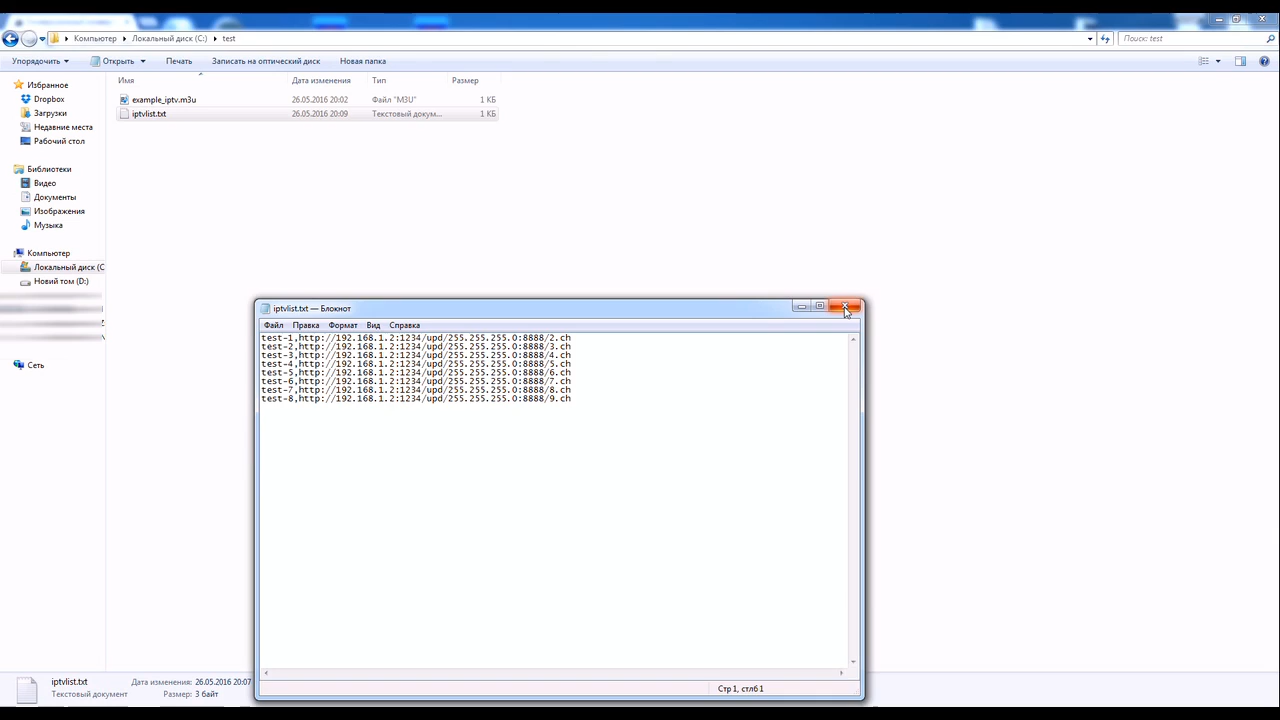 Компьютер
Локальный диск (C:)
test
Поиск: test
Упорядочить
Открыть
Печать
Записать на оптический диск
Новая папка
Имя
Дата изменения
Тип
Размер
example_iptv.m3u
26.05.2016 20:02
Файл "M3U"
1 КБ
iptvlist.txt
26.05.2016 20:09
Текстовый докум...
1 КБ
Избранное
Dropbox
Загрузки
Недавние места
Рабочий стол
Библиотеки
Видео
Документы
Изображения
Музыка
Компьютер
Локальный диск (C
Новий том (D:)
Сеть
iptvlist.txt — Блокнот
Файл
Правка
Формат
Вид
Справка
test-1,http://192.168.1.2:1234/upd/255.255.255.0:8888/2.ch
test-2,http://192.168.1.2:1234/upd/255.255.255.0:8888/3.ch
test-3,http://192.168.1.2:1234/upd/255.255.255.0:8888/4.ch
test-4,http://192.168.1.2:1234/upd/255.255.255.0:8888/5.ch
test-5,http://192.168.1.2:1234/upd/255.255.255.0:8888/6.ch
test-6,http://192.168.1.2:1234/upd/255.255.255.0:8888/7.ch
test-7,http://192.168.1.2:1234/upd/255.255.255.0:8888/8.ch
test-8,http://192.168.1.2:1234/upd/255.255.255.0:8888/9.ch
Стр 1, стлб 1
iptvlist.txt
Дата изменения: 26.05.2016 20:07
Текстовый документ
Размер: 3 байт